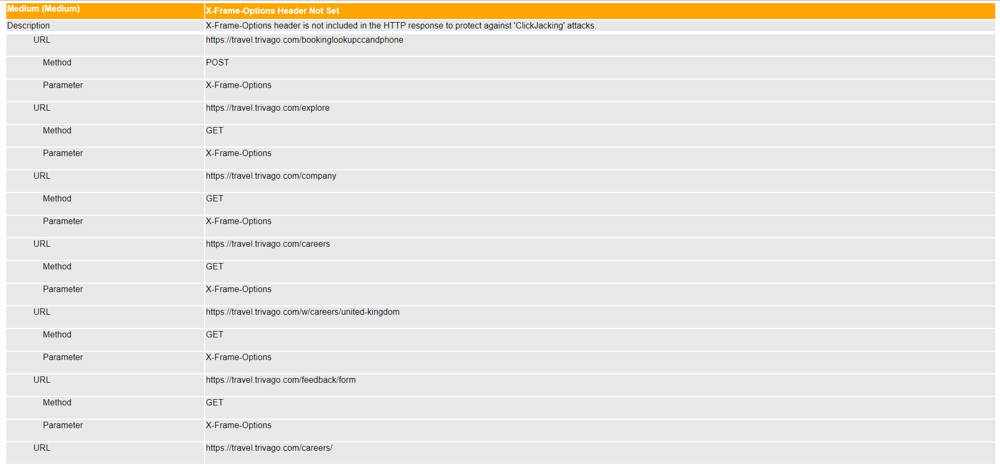 Medium (Medium) X-Frame-Options Header Not Set
Description X-Frame-Options header is not included in the HTTP response to protect against 'ClickJacking' attacks.
URL https://travel.trivago.com/bookinglookupccandphone
Method POST
Parameter X-Frame-Options
URL https://travel.trivago.com/explore
Method GET
Parameter X-Frame-Options
URL https://travel.trivago.com/company
Method GET
Parameter X-Frame-Options
URL https://travel.trivago.com/careers
Method GET
Parameter X-Frame-Options
URL https://travel.trivago.com/w/careers/united-kingdom
Method GET
Parameter X-Frame-Options
URL https://travel.trivago.com/feedback/form
Method GET
Parameter X-Frame-Options
URL https://travel.trivago.com/careers/